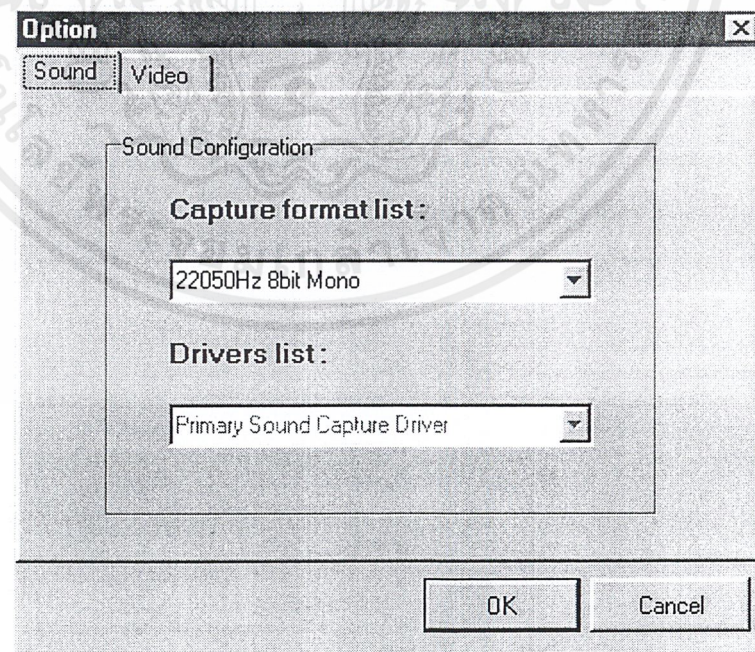 Option
Sound Video
Sound Configuration
Capture format list :
22050Hz 8bit Mono
Drivers list :
Primary Sound Capture Driver
OK Cancel